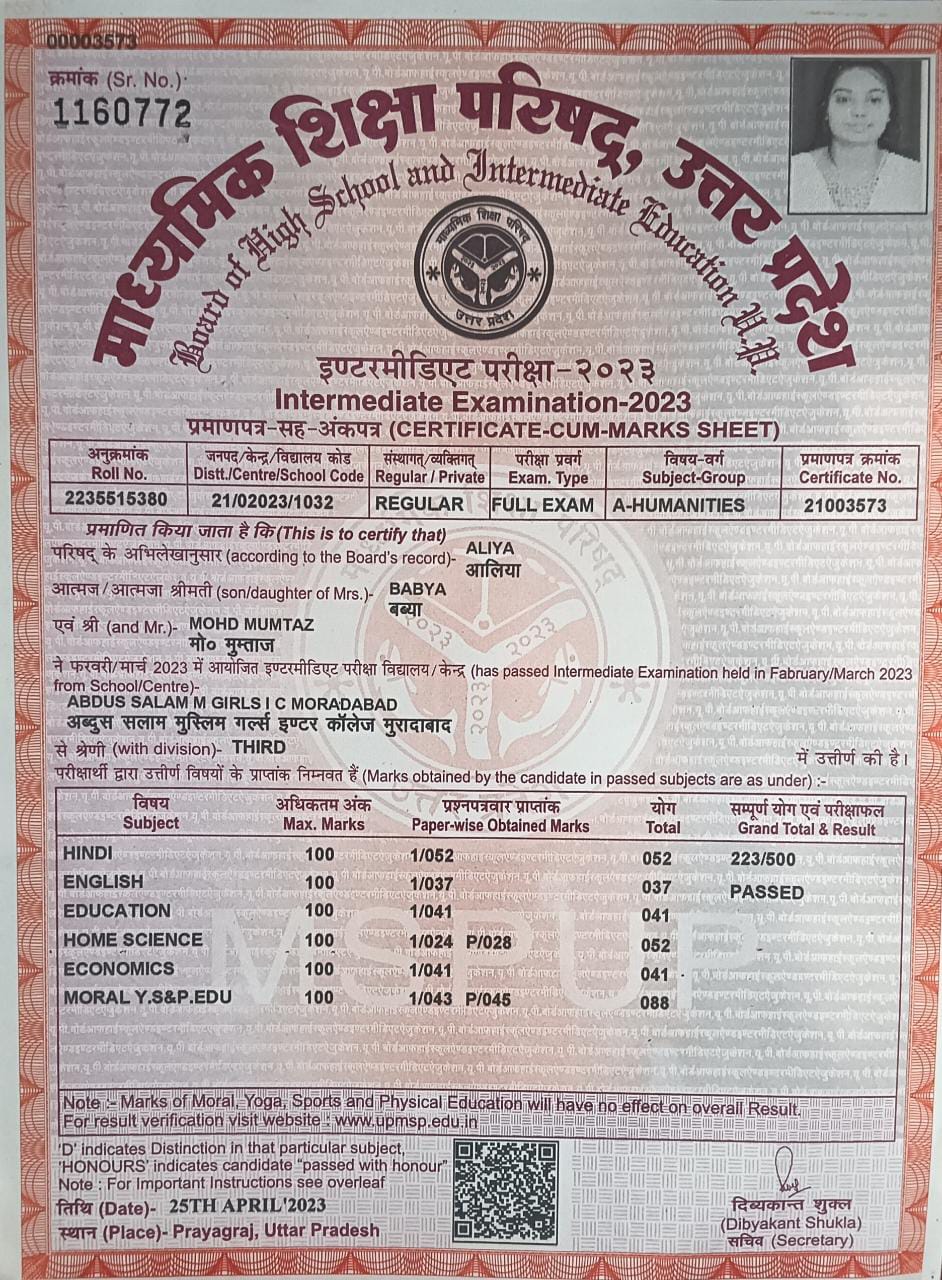 00003573
क्रमांक (Sr. No.):
1160772
माध्यमिक शिक्षा परिषद्, उत्तर प्रदेश
Board of High School and Intermediate Education U.P.
माध्यमिक शिक्षा परिषद्
उत्तर प्रदेश
इण्टरमीडिएट परीक्षा-२०२३
Intermediate Examination-2023
प्रमाणपत्र-सह-अंकपत्र (CERTIFICATE-CUM-MARKS SHEET)
अनुक्रमांक जनपद/केन्द्र/विद्यालय कोड संस्थागत्/व्यक्तिगत् परीक्षा प्रवर्ग विषय-वर्ग प्रमाणपत्र क्रमांक
Roll No. Distt./Centre/School Code Regular / Private Exam. Type Subject-Group Certificate No.
2235515380 21/02023/1032 REGULAR FULL EXAM A-HUMANITIES 21003573
प्रमाणित किया जाता है कि(This is to certify that)
परिषद् के अभिलेखानुसार (according to the Board's record)- ALIYA
आलिया
आत्मज/आत्मजा श्रीमती (son/daughter of Mrs.)- BABYA
बब्या
एवं श्री (and Mr.)- MOHD MUMTAZ
मो० मुम्ताज
ने फरवरी/मार्च 2023 में आयोजित इण्टरमीडिएट परीक्षा विद्यालय/केन्द्र (has passed Intermediate Examination held in Fabruary/March 2023
from School/Centre)-
ABDUS SALAM M GIRLS I C MORADABAD
अब्दुस सलाम मुस्लिम गर्ल्स इण्टर कॉलेज मुरादाबाद
से श्रेणी (with division)- THIRD में उत्तीर्ण की है।
परीक्षार्थी द्वारा उत्तीर्ण विषयों के प्राप्तांक निम्नवत हैं (Marks obtained by the candidate in passed subjects are as under) :-
विषय अधिकतम अंक प्रश्नपत्रवार प्राप्तांक योग सम्पूर्ण योग एवं परीक्षाफल
Subject Max. Marks Paper-wise Obtained Marks Total Grand Total & Result
HINDI 100 1/052 052 223/500
ENGLISH 100 1/037 037 PASSED
EDUCATION 100 1/041 041
HOME SCIENCE 100 1/024 P/028 052
ECONOMICS 100 1/041 041
MORAL Y.S&P.EDU 100 1/043 P/045 088
MSPUP
Note :- Marks of Moral, Yoga, Sports and Physical Education will have no effect on overall Result.
For result verification visit website : www.upmsp.edu.in
'D' indicates Distinction in that particular subject,
'HONOURS' indicates candidate "passed with honour"
Note : For Important Instructions see overleaf
तिथि (Date)- 25TH APRIL'2023
स्थान (Place)- Prayagraj, Uttar Pradesh
दिब्यकान्त शुक्ल
(Dibyakant Shukla)
सचिव (Secretary)